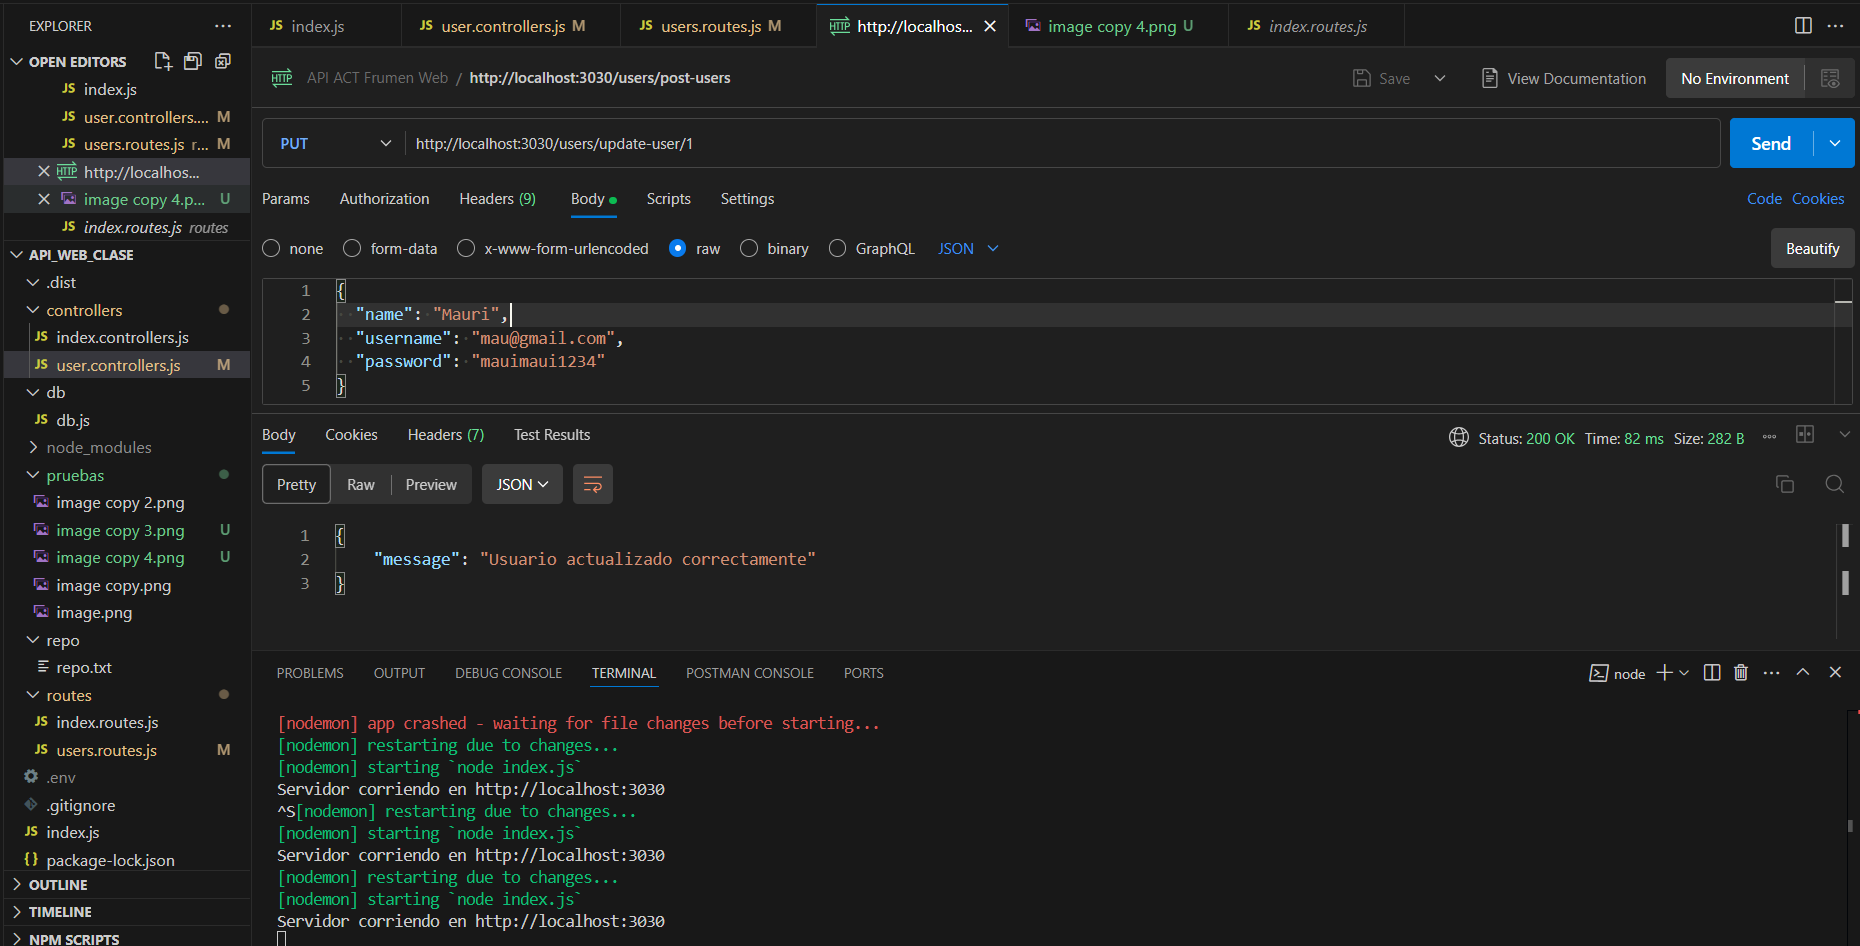 EXPLORER ...
OPEN EDITORS
JS index.js
JS user.controllers.... M
JS users.routes.js r... M
HTTP http://localhos...
image copy 4.p... U
JS index.routes.js routes
API_WEB_CLASE
.dist
controllers
JS index.controllers.js
JS user.controllers.js M
db
JS db.js
node_modules
pruebas
image copy 2.png
image copy 3.png U
image copy 4.png U
image copy.png
image.png
repo
repo.txt
routes
JS index.routes.js
JS users.routes.js M
.env
.gitignore
JS index.js
{} package-lock.json
OUTLINE
TIMELINE
NPM SCRIPTS
JS index.js
JS user.controllers.js M
JS users.routes.js M
HTTP http://localhos...
image copy 4.png U
JS index.routes.js
HTTP API ACT Frumen Web / http://localhost:3030/users/post-users
Save
View Documentation
No Environment
PUT
http://localhost:3030/users/update-user/1
Send
Params Authorization Headers (9) Body Scripts Settings
Code Cookies
none form-data x-www-form-urlencoded raw binary GraphQL JSON
Beautify
1 {
2 "name": "Mauri",
3 "username": "mau@gmail.com",
4 "password": "mauimaui1234"
5 }
Body Cookies Headers (7) Test Results
Status: 200 OK Time: 82 ms Size: 282 B
Pretty Raw Preview JSON
1 {
2 "message": "Usuario actualizado correctamente"
3 }
PROBLEMS OUTPUT DEBUG CONSOLE TERMINAL POSTMAN CONSOLE PORTS
node
[nodemon] app crashed - waiting for file changes before starting...
[nodemon] restarting due to changes...
[nodemon] starting `node index.js`
Servidor corriendo en http://localhost:3030
^S[nodemon] restarting due to changes...
[nodemon] starting `node index.js`
Servidor corriendo en http://localhost:3030
[nodemon] restarting due to changes...
[nodemon] starting `node index.js`
Servidor corriendo en http://localhost:3030